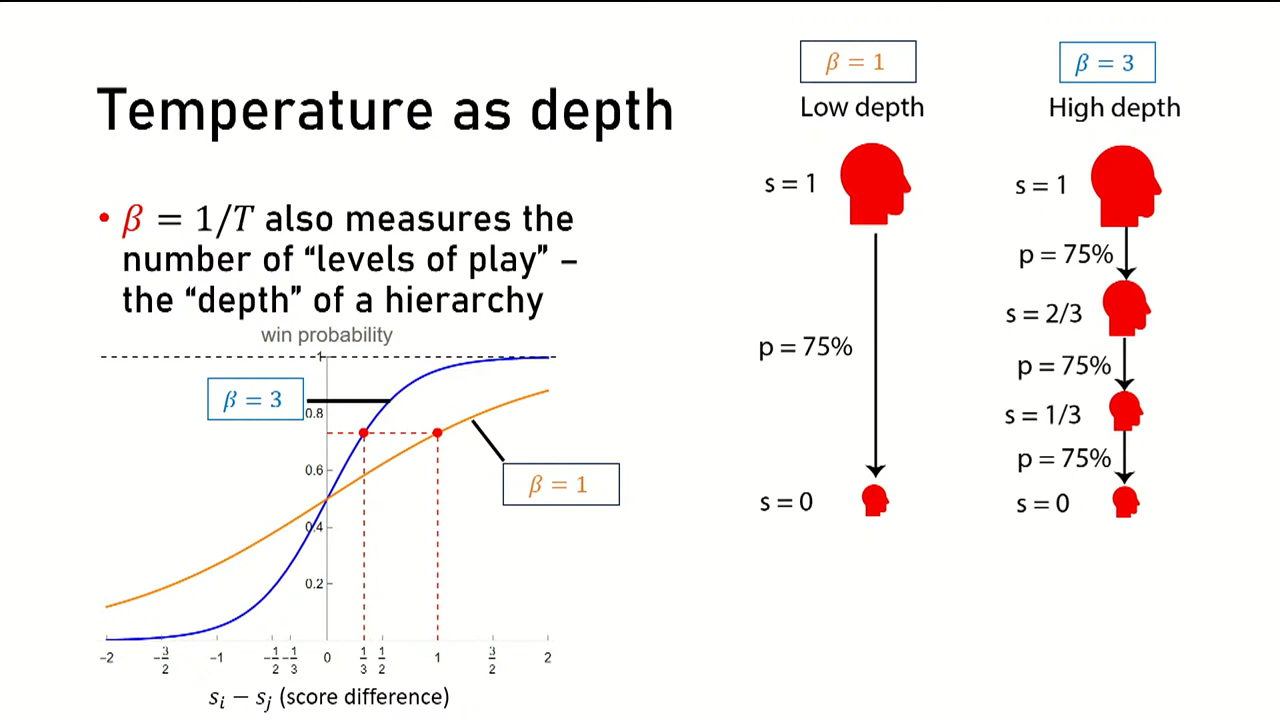 Temperature as depth
• β = 1/T also measures the
number of “levels of play” –
the “depth” of a hierarchy
win probability
1
β = 3
0.8
0.6
β = 1
0.4
0.2
-2 -3/2 -1 -1/2 -1/3 0 1/3 1/2 1 3/2 2
sᵢ − sⱼ (score difference)
β = 1
Low depth
s = 1
p = 75%
s = 0
β = 3
High depth
s = 1
p = 75%
s = 2/3
p = 75%
s = 1/3
p = 75%
s = 0